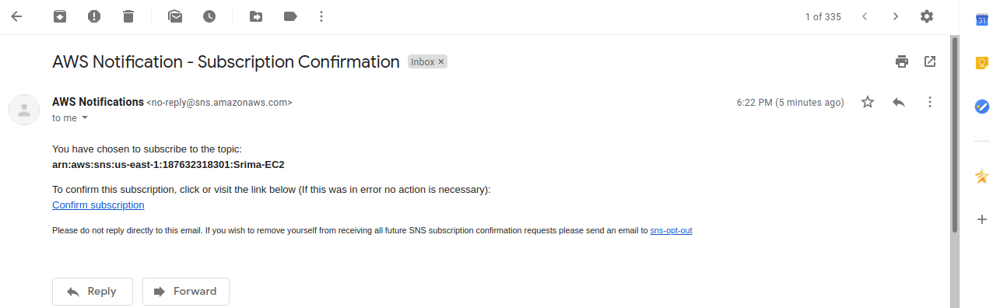 1 of 335
31
AWS Notification - Subscription Confirmation Inbox ×
AWS Notifications <no-reply@sns.amazonaws.com> 6:22 PM (5 minutes ago)
to me
You have chosen to subscribe to the topic:
arn:aws:sns:us-east-1:187632318301:Srima-EC2
To confirm this subscription, click or visit the link below (If this was in error no action is necessary):
Confirm subscription
Please do not reply directly to this email. If you wish to remove yourself from receiving all future SNS subscription confirmation requests please send an email to sns-opt-out
Reply Forward